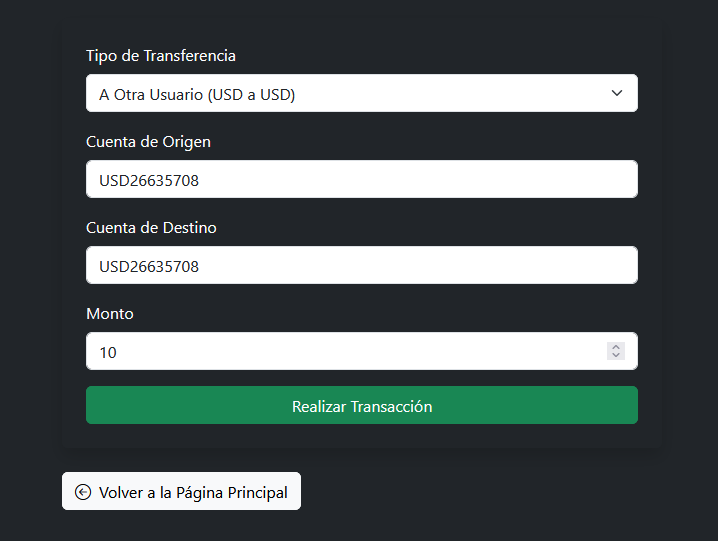 Tipo de Transferencia
A Otra Usuario (USD a USD)
Cuenta de Origen
USD26635708
Cuenta de Destino
USD26635708
Monto
10
Realizar Transacción
Volver a la Página Principal